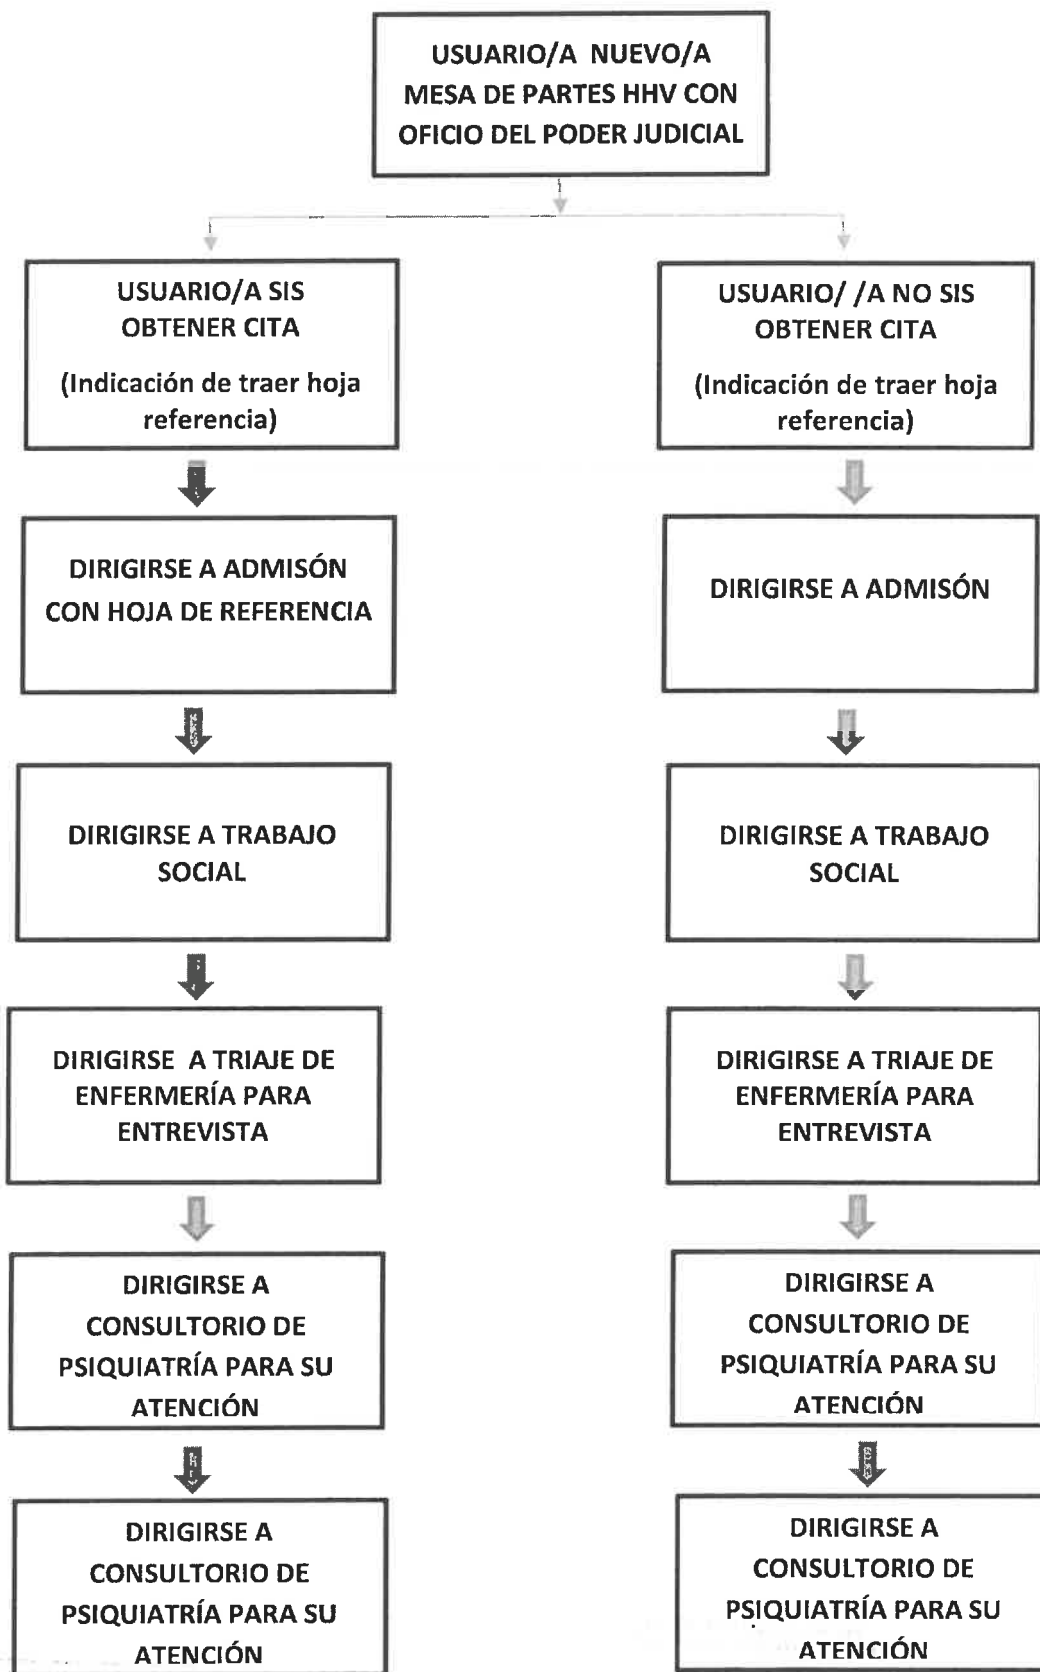 USUARIO/A NUEVO/A
MESA DE PARTES HHV CON
OFICIO DEL PODER JUDICIAL
USUARIO/A SIS
OBTENER CITA
(Indicación de traer hoja
referencia)
DIRIGIRSE A ADMISÓN
CON HOJA DE REFERENCIA
DIRIGIRSE A TRABAJO
SOCIAL
DIRIGIRSE A TRIAJE DE
ENFERMERÍA PARA
ENTREVISTA
DIRIGIRSE A
CONSULTORIO DE
PSIQUIATRÍA PARA SU
ATENCIÓN
DIRIGIRSE A
CONSULTORIO DE
PSIQUIATRÍA PARA SU
ATENCIÓN
USUARIO/ /A NO SIS
OBTENER CITA
(Indicación de traer hoja
referencia)
DIRIGIRSE A ADMISÓN
DIRIGIRSE A TRABAJO
SOCIAL
DIRIGIRSE A TRIAJE DE
ENFERMERÍA PARA
ENTREVISTA
DIRIGIRSE A
CONSULTORIO DE
PSIQUIATRÍA PARA SU
ATENCIÓN
DIRIGIRSE A
CONSULTORIO DE
PSIQUIATRÍA PARA SU
ATENCIÓN